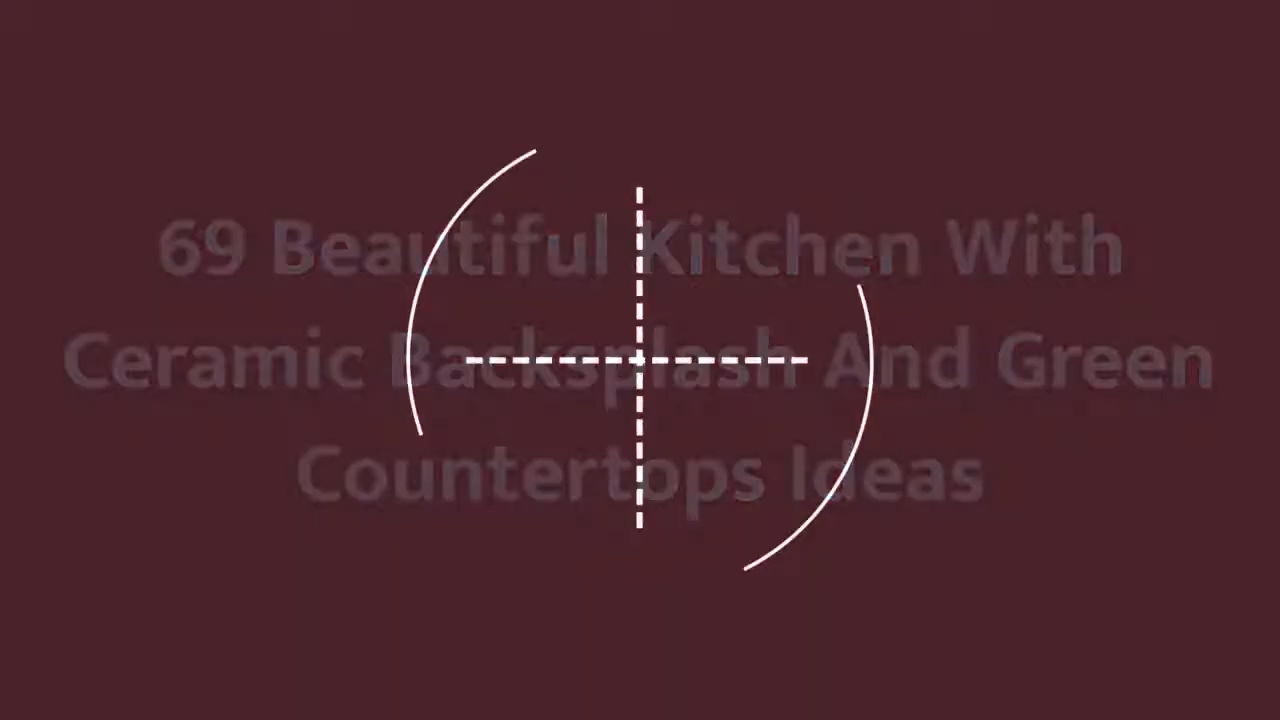 69 Beautiful Kitchen With
Ceramic Backsplash And Green
Countertops Ideas